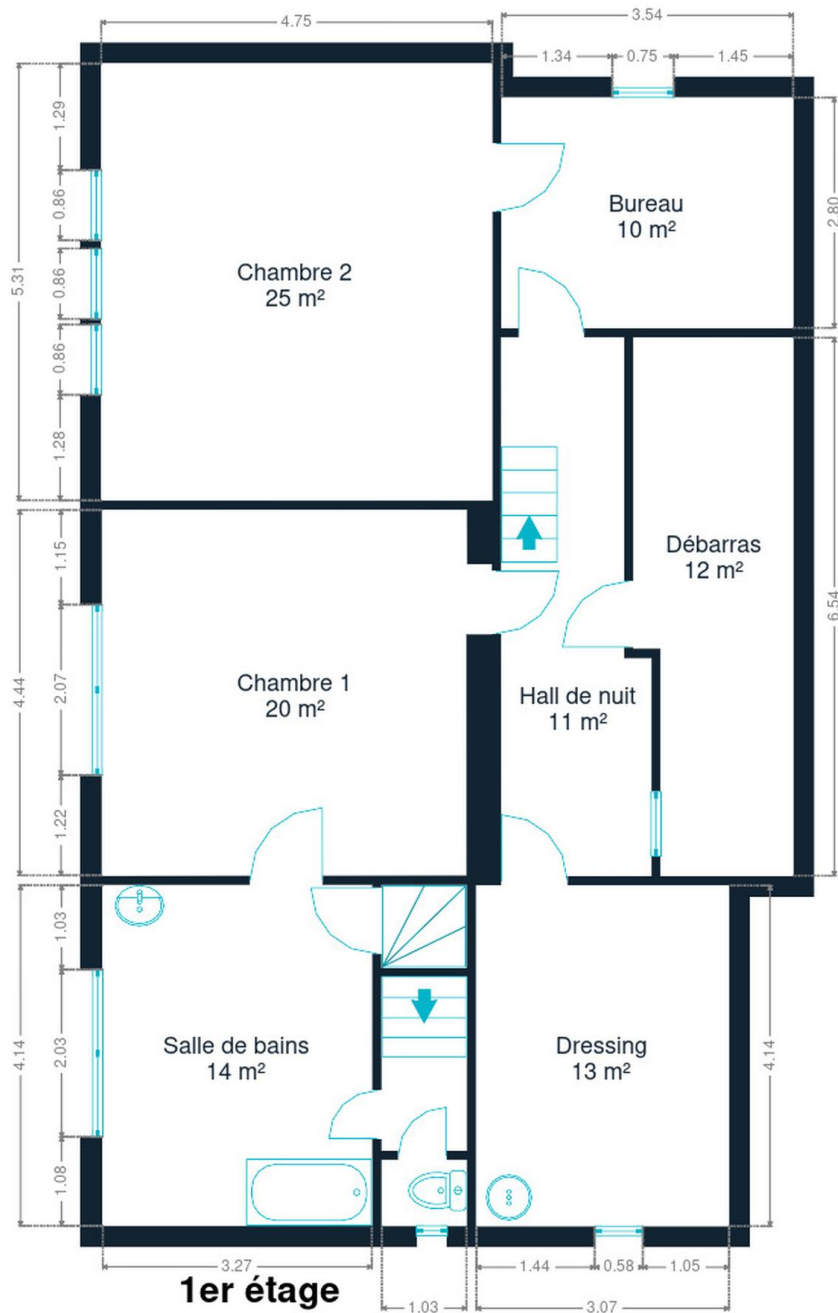 4.75
3.54
1.34
0.75
1.45
1.29
0.86
0.86
0.86
1.28
5.31
2.80
Bureau
10 m²
Chambre 2
25 m²
Débarras
12 m²
6.54
1.15
2.07
1.22
4.44
Chambre 1
20 m²
Hall de nuit
11 m²
1.03
2.03
1.08
4.14
Salle de bains
14 m²
Dressing
13 m²
4.14
3.27
1.44
0.58
1.05
1er étage
1.03
3.07